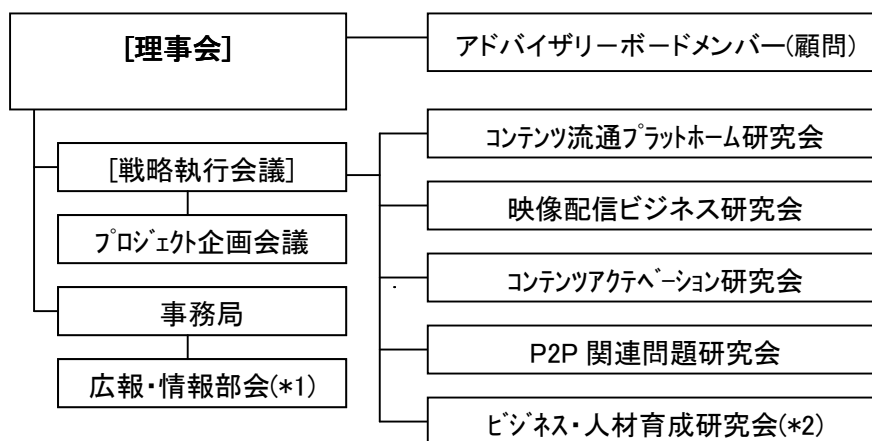 [理事会]
アドバイザリーボードメンバー(顧問)
[戦略執行会議]
プロジェクト企画会議
事務局
広報・情報部会(*1)
コンテンツ流通プラットホーム研究会
映像配信ビジネス研究会
コンテンツアクテベーション研究会
P2P 関連問題研究会
ビジネス・人材育成研究会(*2)